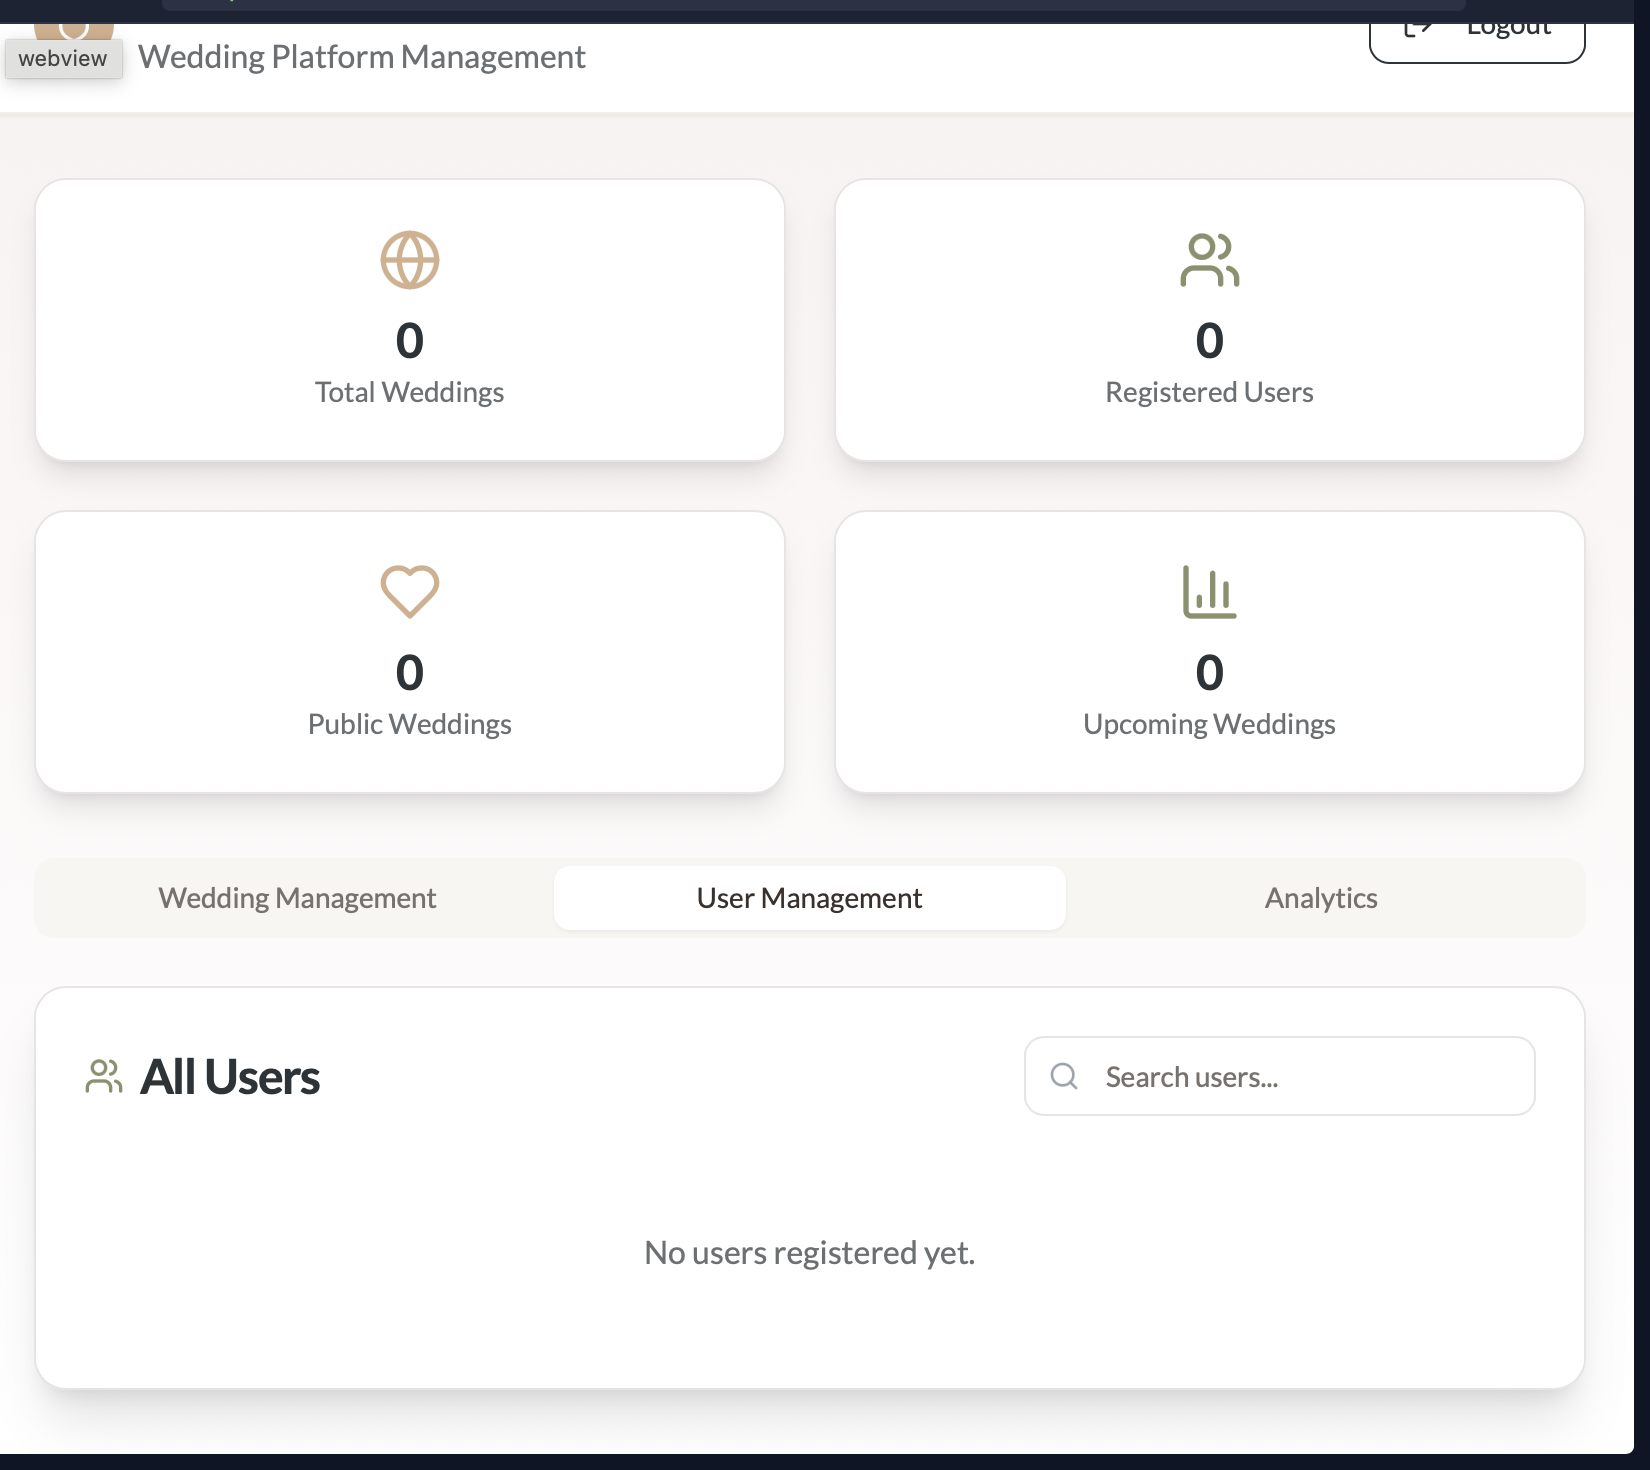 Logout
webview
Wedding Platform Management
0
Total Weddings
0
Registered Users
0
Public Weddings
0
Upcoming Weddings
Wedding Management
User Management
Analytics
All Users
Search users...
No users registered yet.